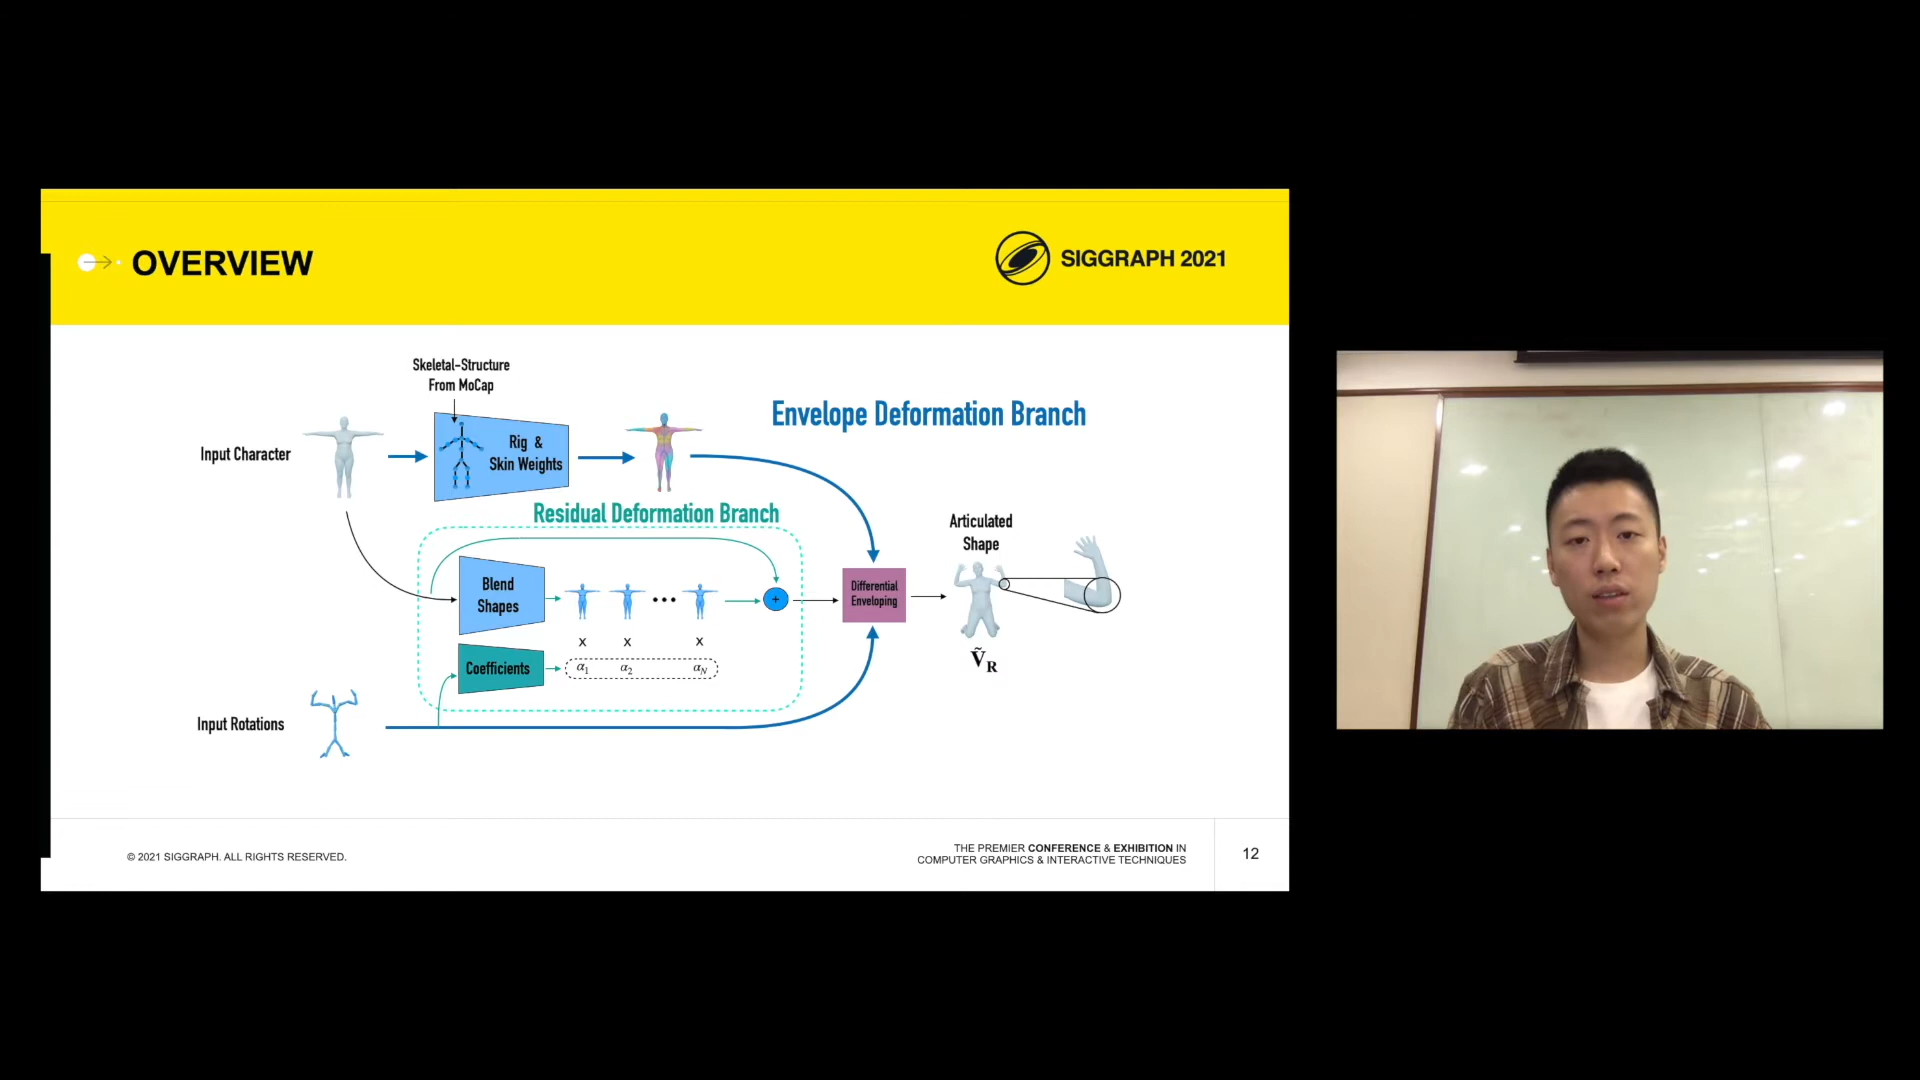 OVERVIEW
SIGGRAPH 2021
Skeletal-Structure
From MoCap
Envelope Deformation Branch
Input Character
Rig &
Skin Weights
Residual Deformation Branch
Articulated
Shape
Blend
Shapes
+
Differential
Enveloping
x x x
Coefficients
α1 α2 αN
ṼR
Input Rotations
© 2021 SIGGRAPH. ALL RIGHTS RESERVED.
THE PREMIER CONFERENCE & EXHIBITION IN
COMPUTER GRAPHICS & INTERACTIVE TECHNIQUES
12